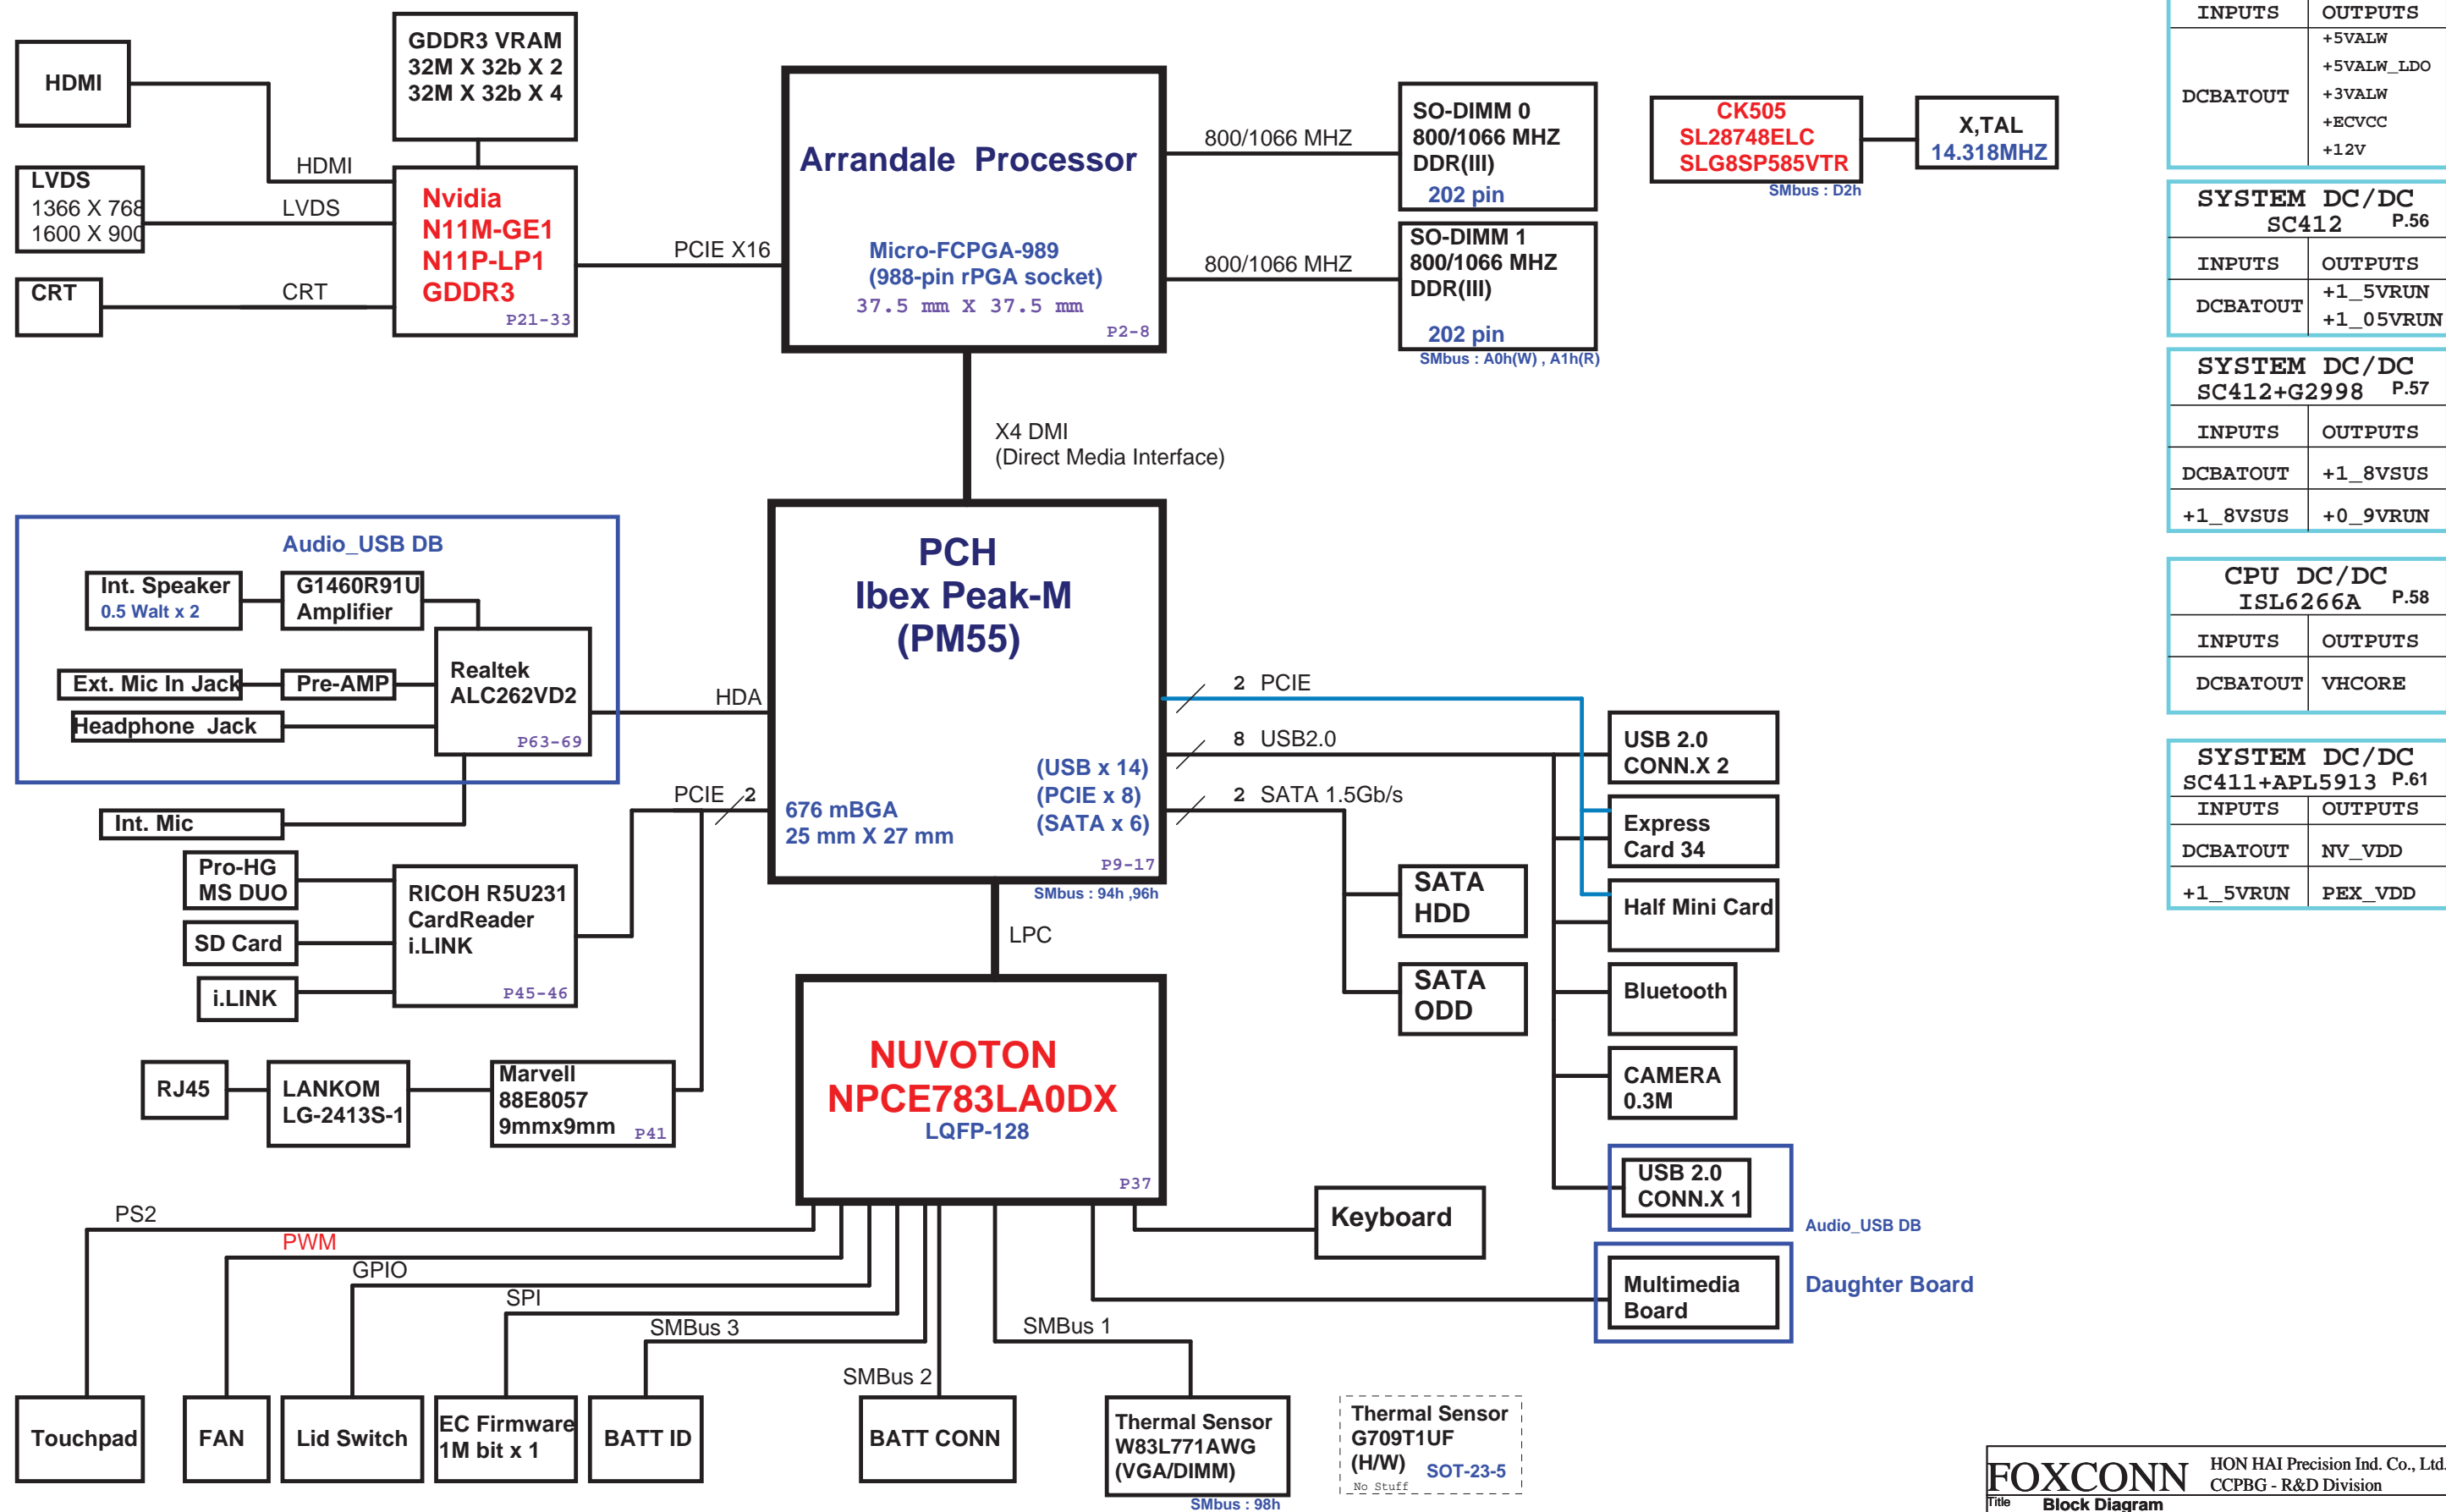 HDMI
GDDR3 VRAM
32M X 32b X 2
32M X 32b X 4
HDMI
LVDS
1366 X 768
1600 X 900
LVDS
CRT
CRT
Nvidia
N11M-GE1
N11P-LP1
GDDR3
P21-33
PCIE X16
Arrandale Processor
Micro-FCPGA-989
(988-pin rPGA socket)
37.5 mm X 37.5 mm
P2-8
800/1066 MHZ
SO-DIMM 0
800/1066 MHZ
DDR(III)
202 pin
800/1066 MHZ
SO-DIMM 1
800/1066 MHZ
DDR(III)
202 pin
SMbus : A0h(W) , A1h(R)
CK505
SL28748ELC
SLG8SP585VTR
SMbus : D2h
X,TAL
14.318MHZ
X4 DMI
(Direct Media Interface)
Audio_USB DB
Int. Speaker
0.5 Walt x 2
G1460R91U
Amplifier
Ext. Mic In Jack
Pre-AMP
Headphone Jack
Realtek
ALC262VD2
P63-69
HDA
Int. Mic
PCH
Ibex Peak-M
(PM55)
(USB x 14)
(PCIE x 8)
(SATA x 6)
676 mBGA
25 mm X 27 mm
P9-17
SMbus : 94h ,96h
PCIE 2
2 PCIE
8 USB2.0
2 SATA 1.5Gb/s
USB 2.0
CONN.X 2
Express
Card 34
Half Mini Card
Bluetooth
CAMERA
0.3M
USB 2.0
CONN.X 1
Audio_USB DB
Multimedia
Board
Daughter Board
SATA
HDD
SATA
ODD
Pro-HG
MS DUO
SD Card
i.LINK
RICOH R5U231
CardReader
i.LINK
P45-46
RJ45
LANKOM
LG-2413S-1
Marvell
88E8057
9mmx9mm
P41
LPC
NUVOTON
NPCE783LA0DX
LQFP-128
P37
Keyboard
PS2
PWM
GPIO
SPI
SMBus 3
SMBus 2
SMBus 1
Touchpad
FAN
Lid Switch
EC Firmware
1M bit x 1
BATT ID
BATT CONN
Thermal Sensor
W83L771AWG
(VGA/DIMM)
SMbus : 98h
Thermal Sensor
G709T1UF
(H/W)
SOT-23-5
No Stuff
INPUTS OUTPUTS
DCBATOUT
+5VALW
+5VALW_LDO
+3VALW
+ECVCC
+12V
SYSTEM DC/DC
SC412 P.56
INPUTS OUTPUTS
DCBATOUT
+1_5VRUN
+1_05VRUN
SYSTEM DC/DC
SC412+G2998 P.57
INPUTS OUTPUTS
DCBATOUT +1_8VSUS
+1_8VSUS +0_9VRUN
CPU DC/DC
ISL6266A P.58
INPUTS OUTPUTS
DCBATOUT VHCORE
SYSTEM DC/DC
SC411+APL5913 P.61
INPUTS OUTPUTS
DCBATOUT NV_VDD
+1_5VRUN PEX_VDD
FOXCONN
HON HAI Precision Ind. Co., Ltd.
CCPBG - R&D Division
Title
Block Diagram